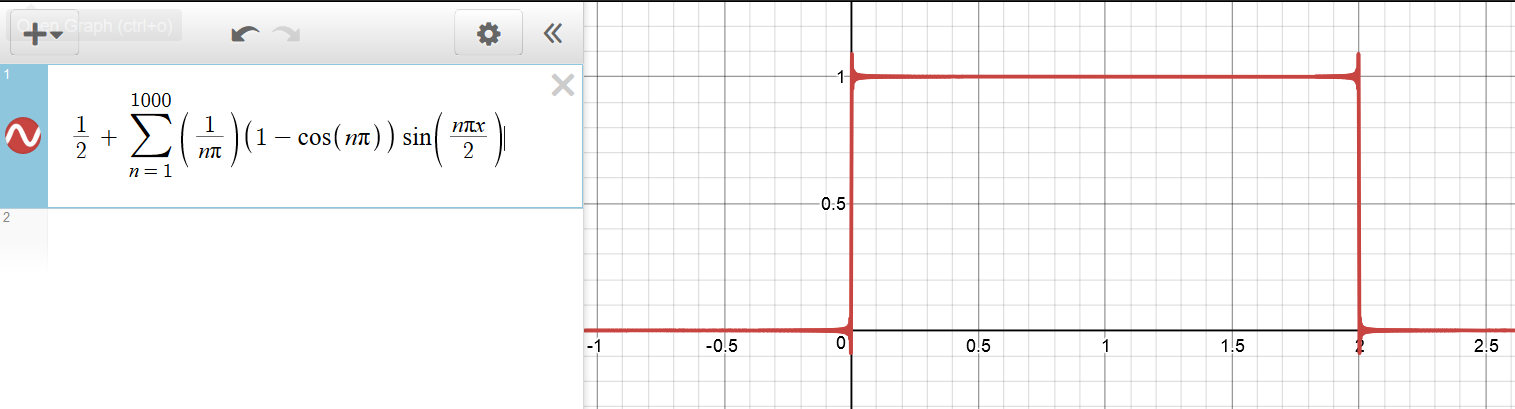 Open Graph (ctrl+o)
1
1/2 + ∑_{n=1}^{1000} (1/(nπ))(1 − cos(nπ)) sin(nπx/2)
2
1
0.5
-1 -0.5 0 0.5 1 1.5 2 2.5